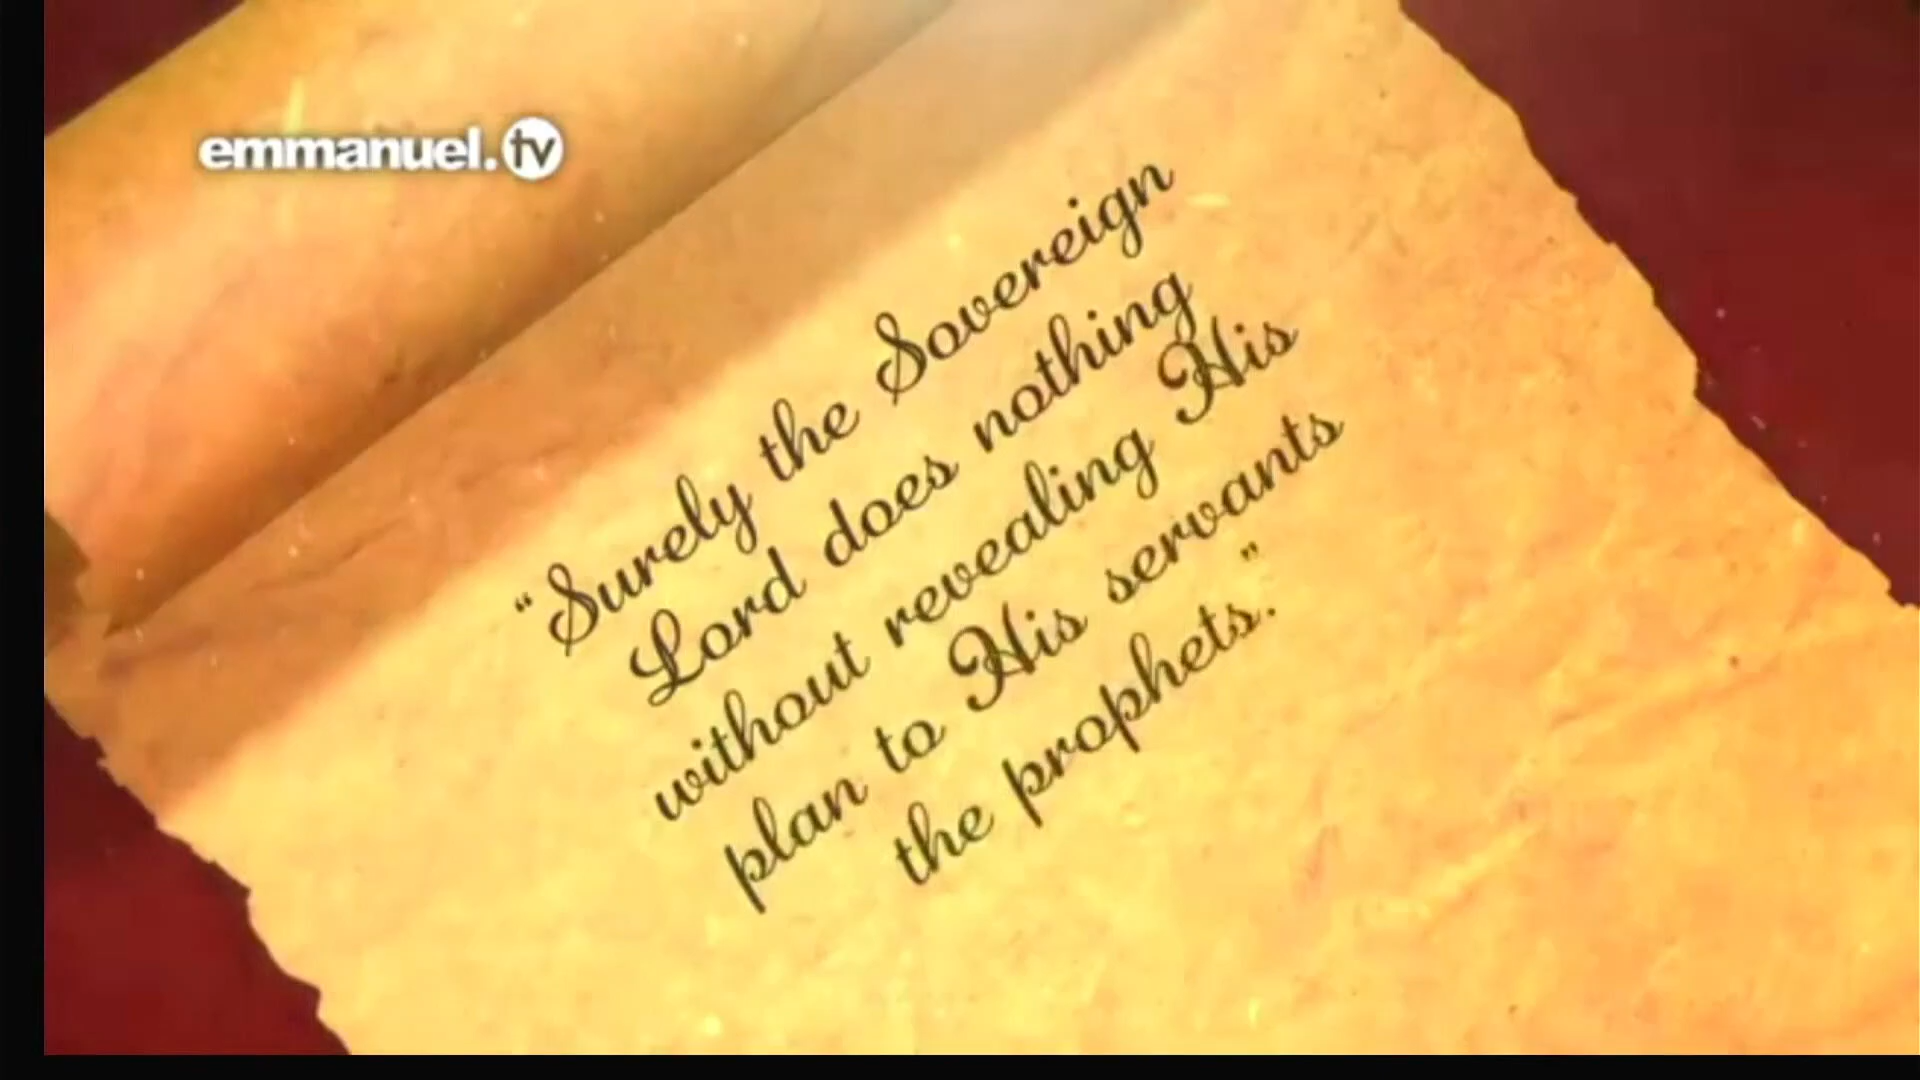 emmanuel.tv
“Surely the Sovereign
Lord does nothing
without revealing His
plan to His servants
the prophets.”